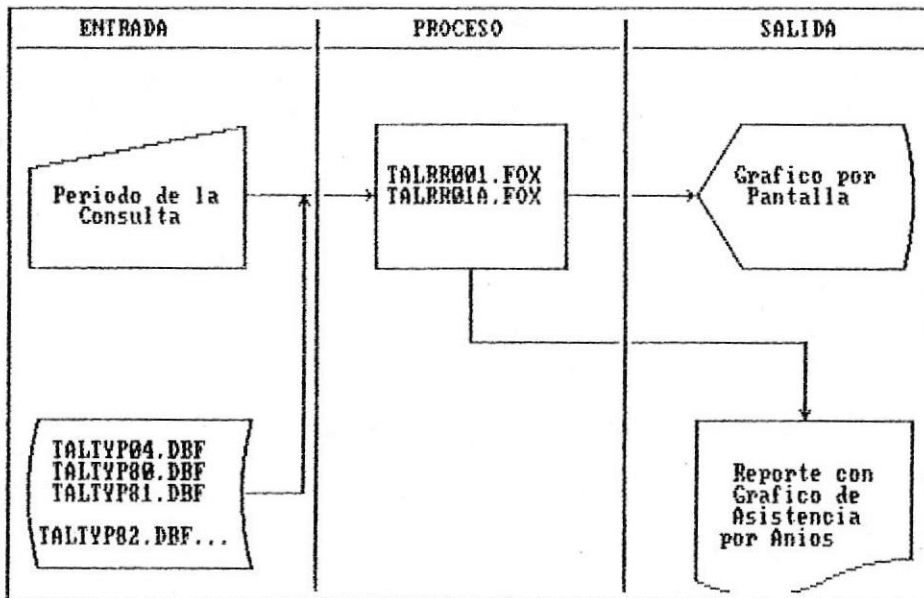 ENTRADA
PROCESO
SALIDA
Periodo de la
Consulta
TALRR001.FOX
TALRR01A.FOX
Grafico por
Pantalla
TALTYP04.DBF
TALTYP80.DBF
TALTYP81.DBF
TALTYP82.DBF...
Reporte con
Grafico de
Asistencia
por Anios